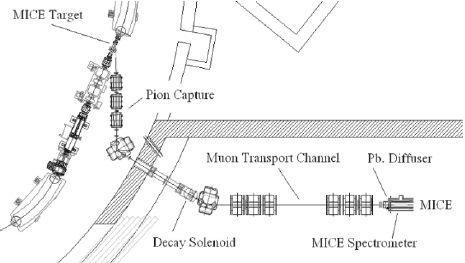 MICE Target
Pion Capture
Muon Transport Channel
Pb. Diffuser
MICE
Decay Solenoid
MICE Spectrometer